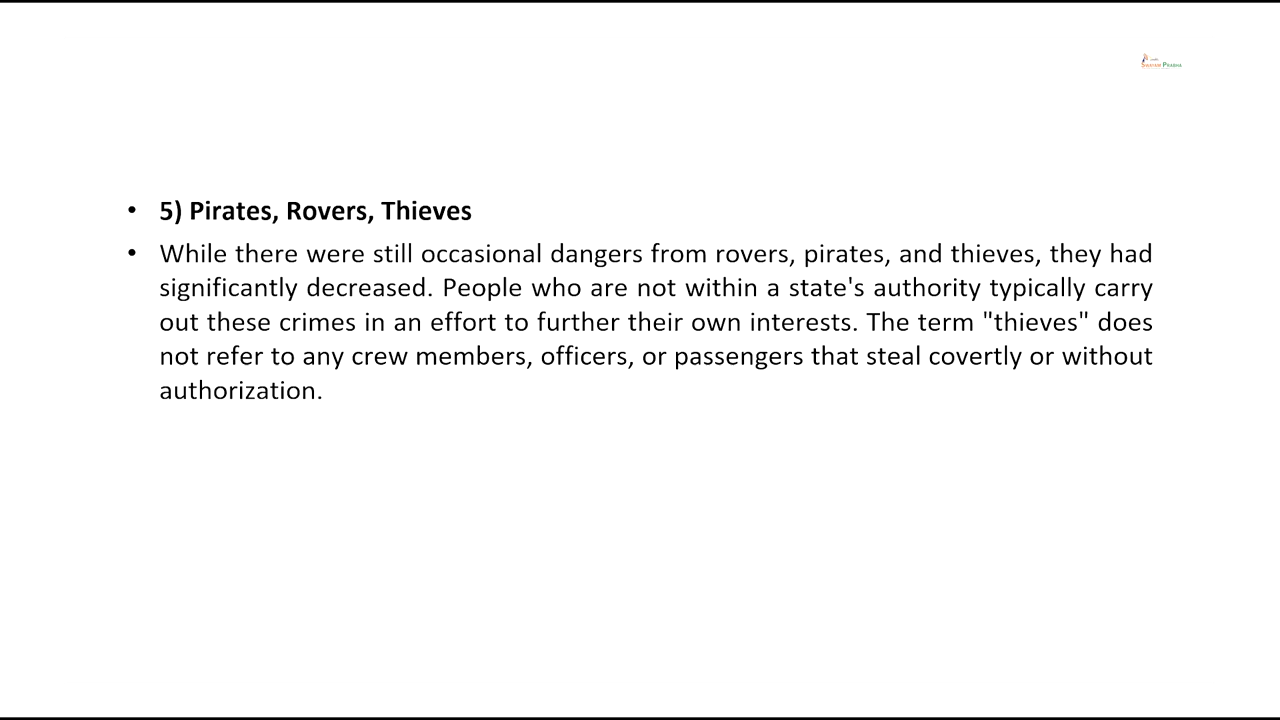 SWAYAM PRABHA
• 5) Pirates, Rovers, Thieves
• While there were still occasional dangers from rovers, pirates, and thieves, they had
significantly decreased. People who are not within a state's authority typically carry
out these crimes in an effort to further their own interests. The term "thieves" does
not refer to any crew members, officers, or passengers that steal covertly or without
authorization.